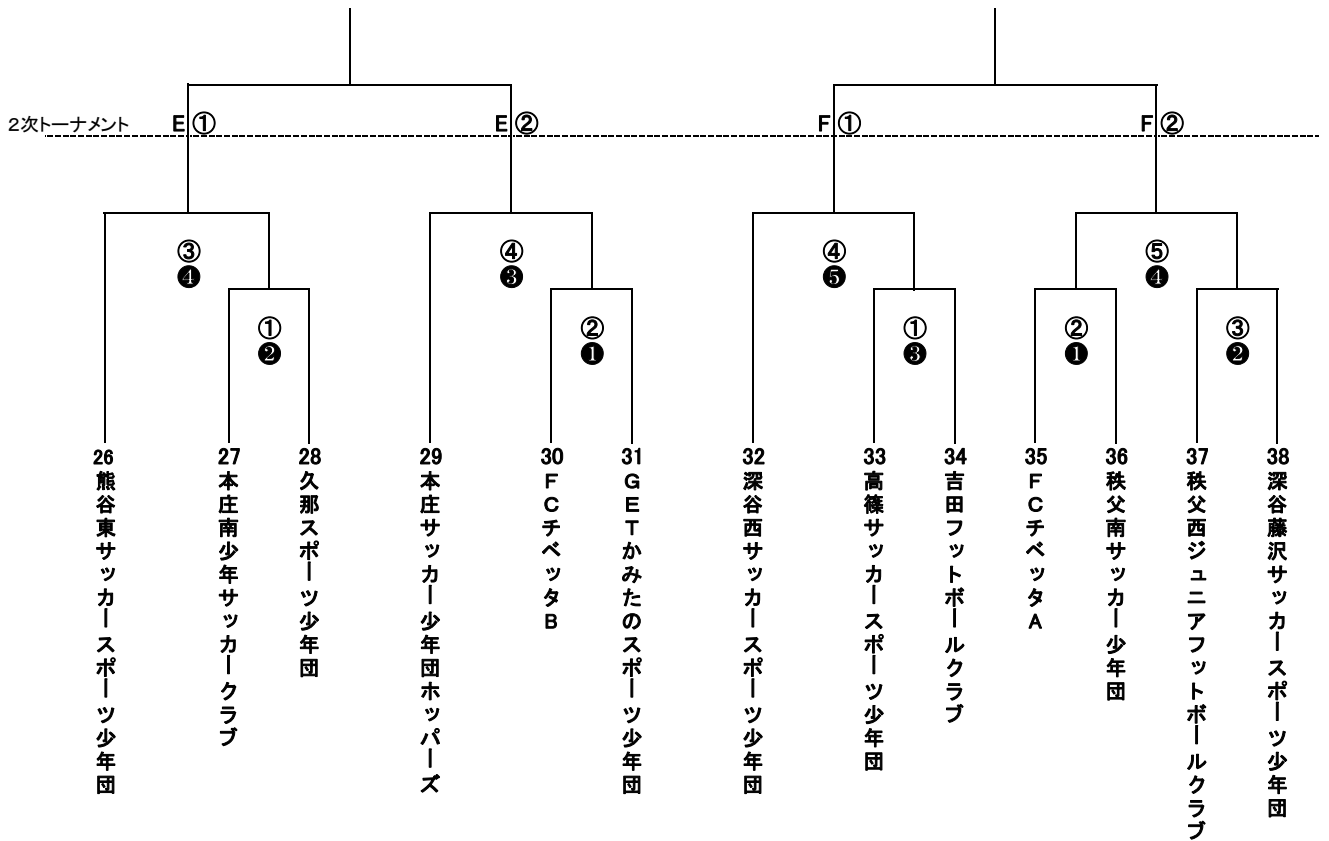 2次トーナメント E① E② F① F②
③ ④ ④ ⑤
❹ ❸ ❺ ❹
① ② ① ② ③
❷ ❶ ❸ ❶ ❷
26 熊谷東サッカースポーツ少年団
27 本庄南少年サッカークラブ
28 久那スポーツ少年団
29 本庄サッカー少年団ホッパーズ
30 FCチベッタB
31 GETかみたのスポーツ少年団
32 深谷西サッカースポーツ少年団
33 高篠サッカースポーツ少年団
34 吉田フットボールクラブ
35 FCチベッタA
36 秩父南サッカー少年団
37 秩父西ジュニアフットボールクラブ
38 深谷藤沢サッカースポーツ少年団